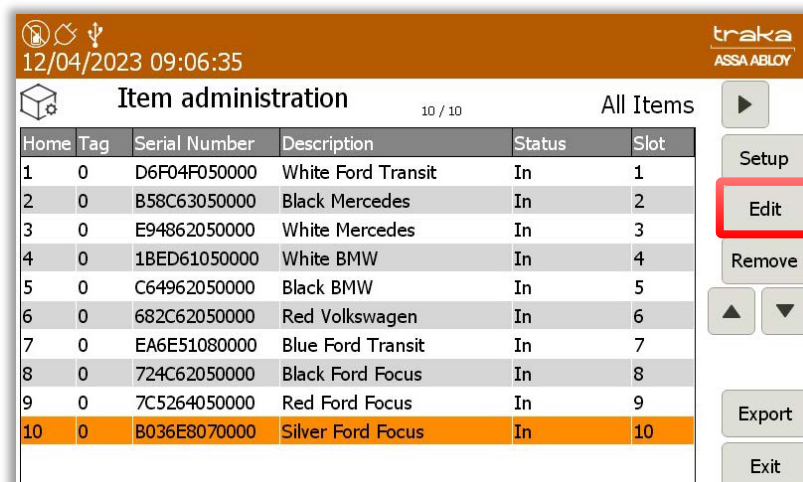 traka
12/04/2023 09:06:35 ASSA ABLOY
Item administration 10 / 10 All Items
Home Tag Serial Number Description Status Slot
1 0 D6F04F050000 White Ford Transit In 1
2 0 B58C63050000 Black Mercedes In 2
3 0 E94862050000 White Mercedes In 3
4 0 1BED61050000 White BMW In 4
5 0 C64962050000 Black BMW In 5
6 0 682C62050000 Red Volkswagen In 6
7 0 EA6E51080000 Blue Ford Transit In 7
8 0 724C62050000 Black Ford Focus In 8
9 0 7C5264050000 Red Ford Focus In 9
10 0 B036E8070000 Silver Ford Focus In 10
Setup
Edit
Remove
Export
Exit